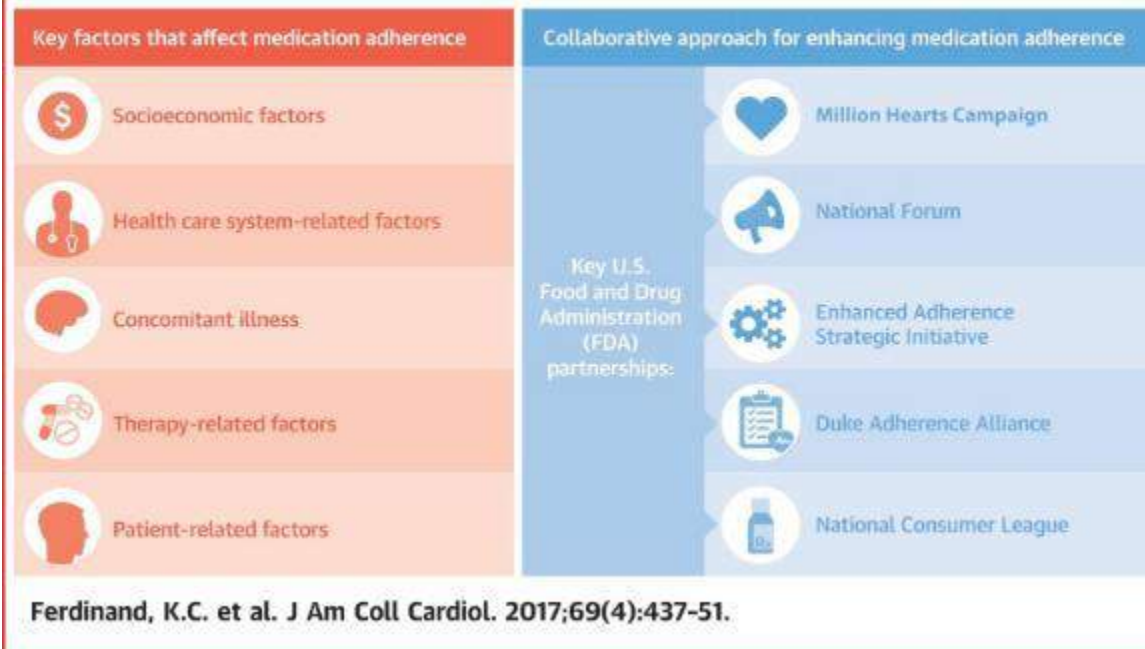 Key factors that affect medication adherence
$
Socioeconomic factors
Health care system-related factors
Concomitant illness
Therapy-related factors
Patient-related factors
Collaborative approach for enhancing medication adherence
Key U.S.
Food and Drug
Administration
(FDA)
partnerships:
Million Hearts Campaign
National Forum
Enhanced Adherence
Strategic Initiative
Duke Adherence Alliance
Rx
National Consumer League
Ferdinand, K.C. et al. J Am Coll Cardiol. 2017;69(4):437-51.